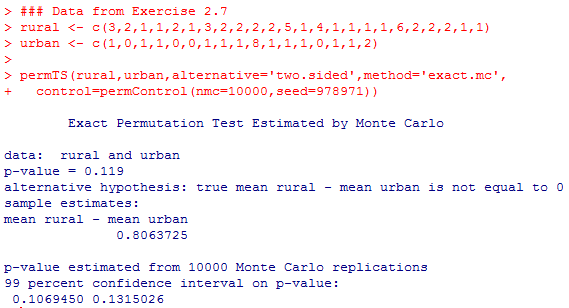 > ### Data from Exercise 2.7
> rural <- c(3,2,1,1,2,1,3,2,2,2,2,5,1,4,1,1,1,1,6,2,2,2,1,1)
> urban <- c(1,0,1,1,0,0,1,1,1,8,1,1,1,0,1,1,2)
>
> permTS(rural,urban,alternative='two.sided',method='exact.mc',
+   control=permControl(nmc=10000,seed=978971))
Exact Permutation Test Estimated by Monte Carlo
data:  rural and urban
p-value = 0.119
alternative hypothesis: true mean rural - mean urban is not equal to 0
sample estimates:
mean rural - mean urban
0.8063725
p-value estimated from 10000 Monte Carlo replications
99 percent confidence interval on p-value:
0.1069450 0.1315026